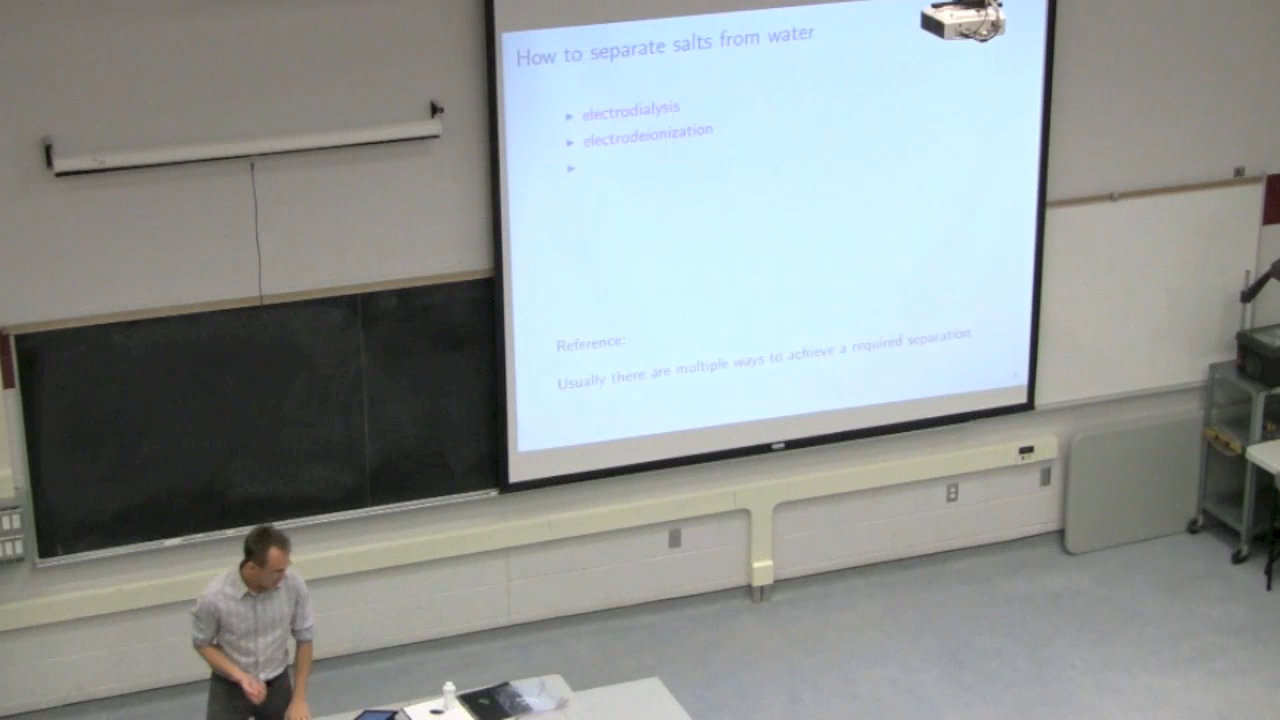 How to separate salts from water
▶ electrodialysis
▶ electrodeionization
▶
Reference:
Usually there are multiple ways to achieve a required separation